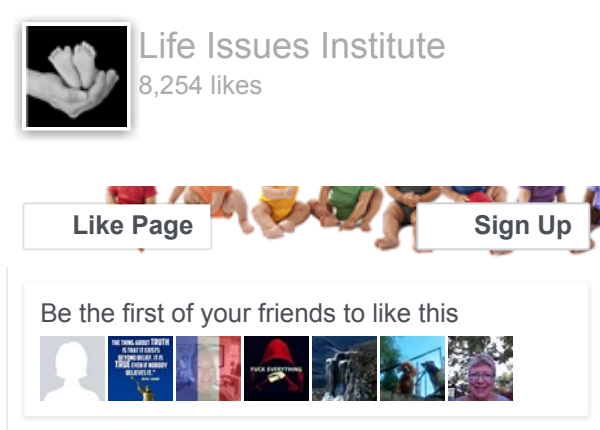 Life Issues Institute
8,254 likes
Like Page
Sign Up
Be the first of your friends to like this
THE THING ABOUT TRUTH
IS THAT IT EXISTS
BEYOND BELIEF. IT IS
TRUE EVEN IF NOBODY
BELIEVES IT."
FUCK EVERYTHING